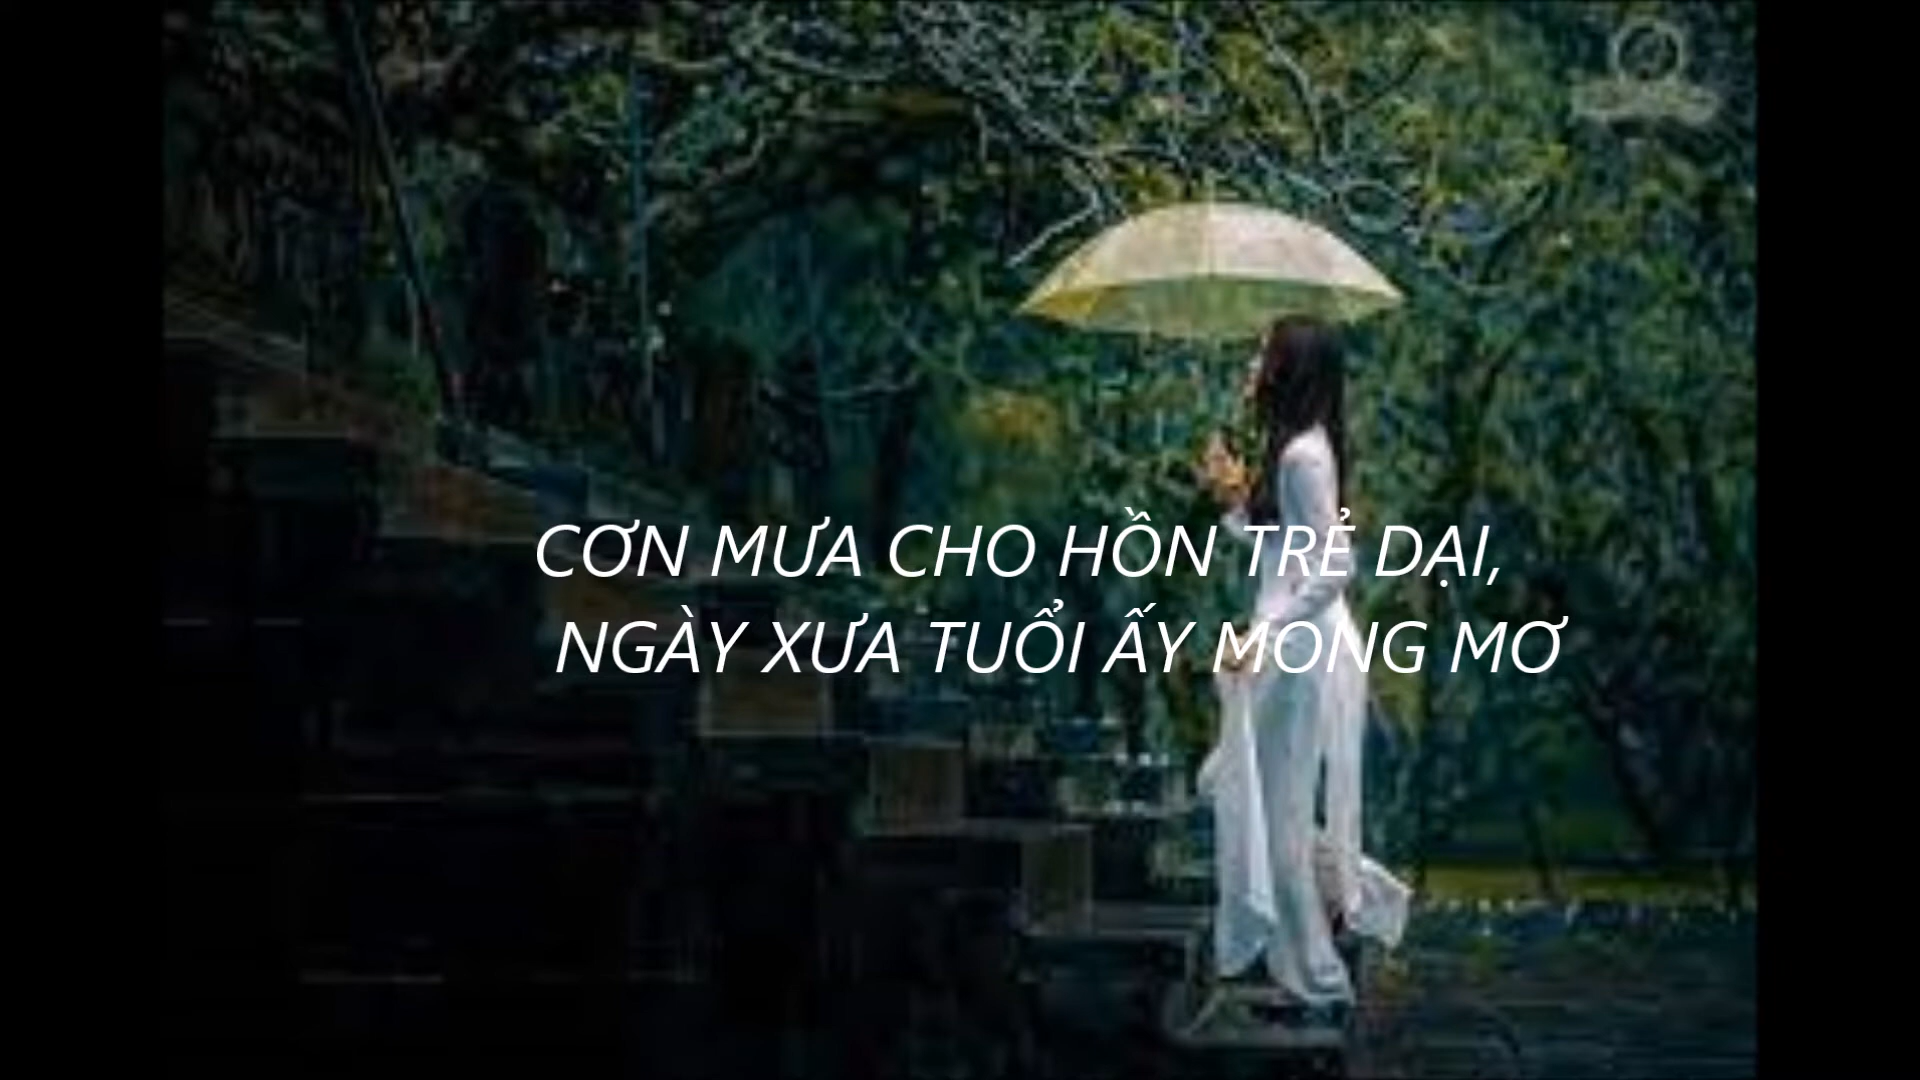 CƠN MƯA CHO HỒN TRẺ DẠI,
NGÀY XƯA TUỔI ẤY MONG MƠ